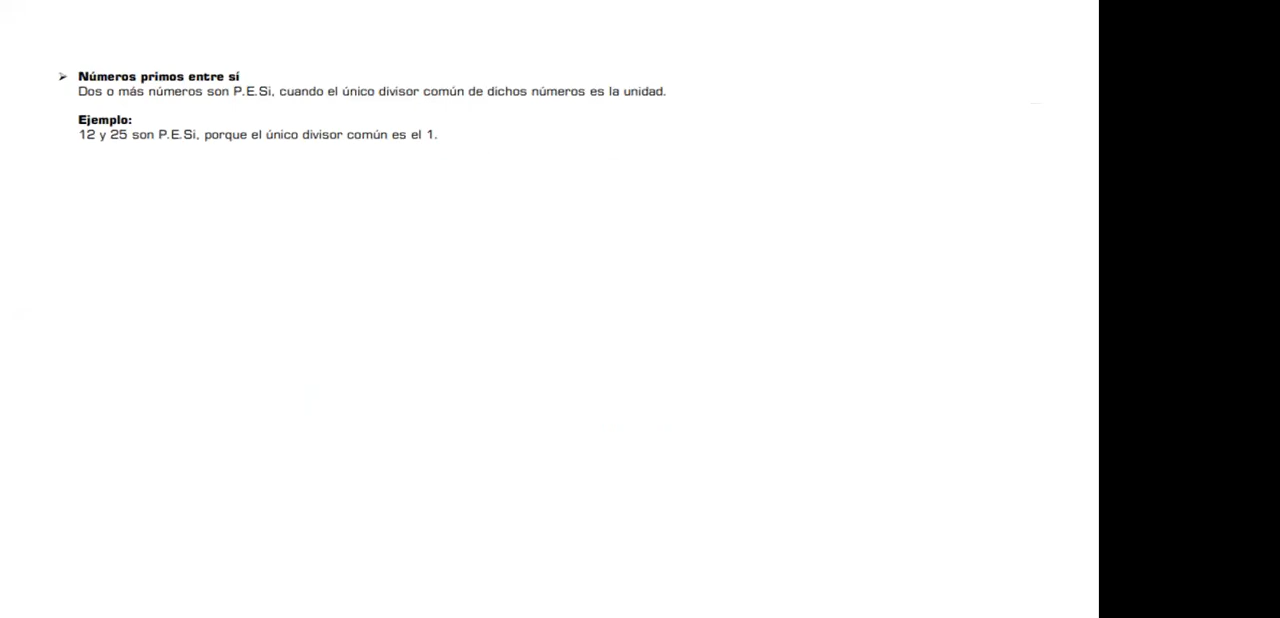 ➢ Números primos entre sí
Dos o más números son P.E.Si, cuando el único divisor común de dichos números es la unidad.
Ejemplo:
12 y 25 son P.E.Si, porque el único divisor común es el 1.